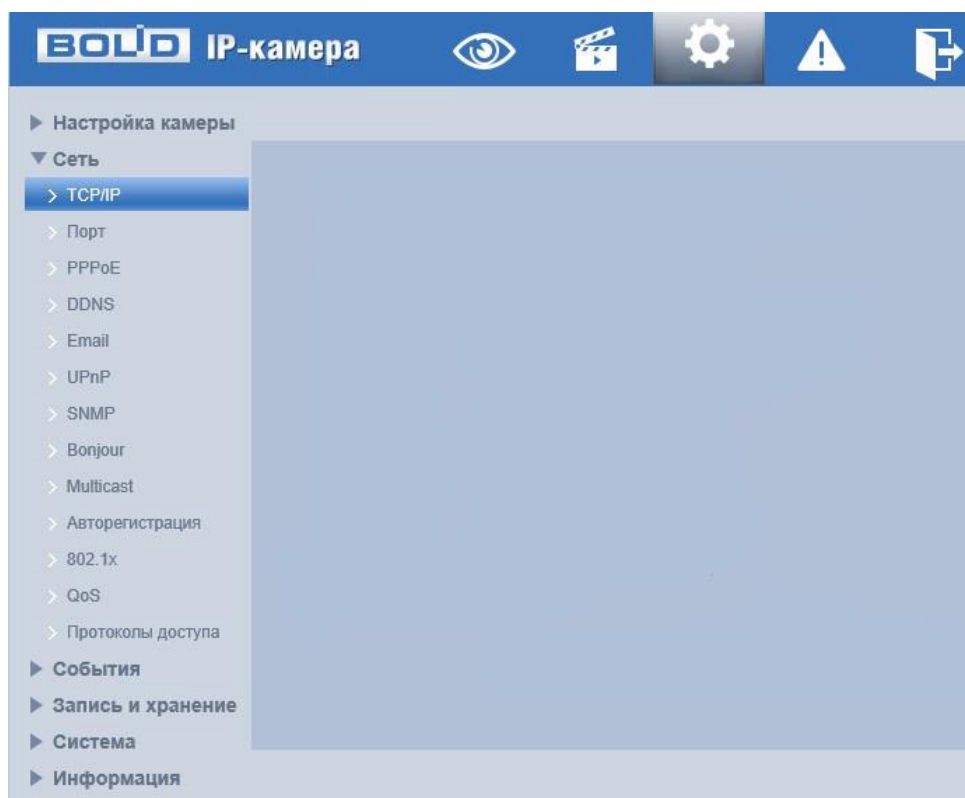 BOLID IP-камера
Настройка камеры
Сеть
TCP/IP
Порт
PPPoE
DDNS
Email
UPnP
SNMP
Bonjour
Multicast
Авторегистрация
802.1x
QoS
Протоколы доступа
События
Запись и хранение
Система
Информация